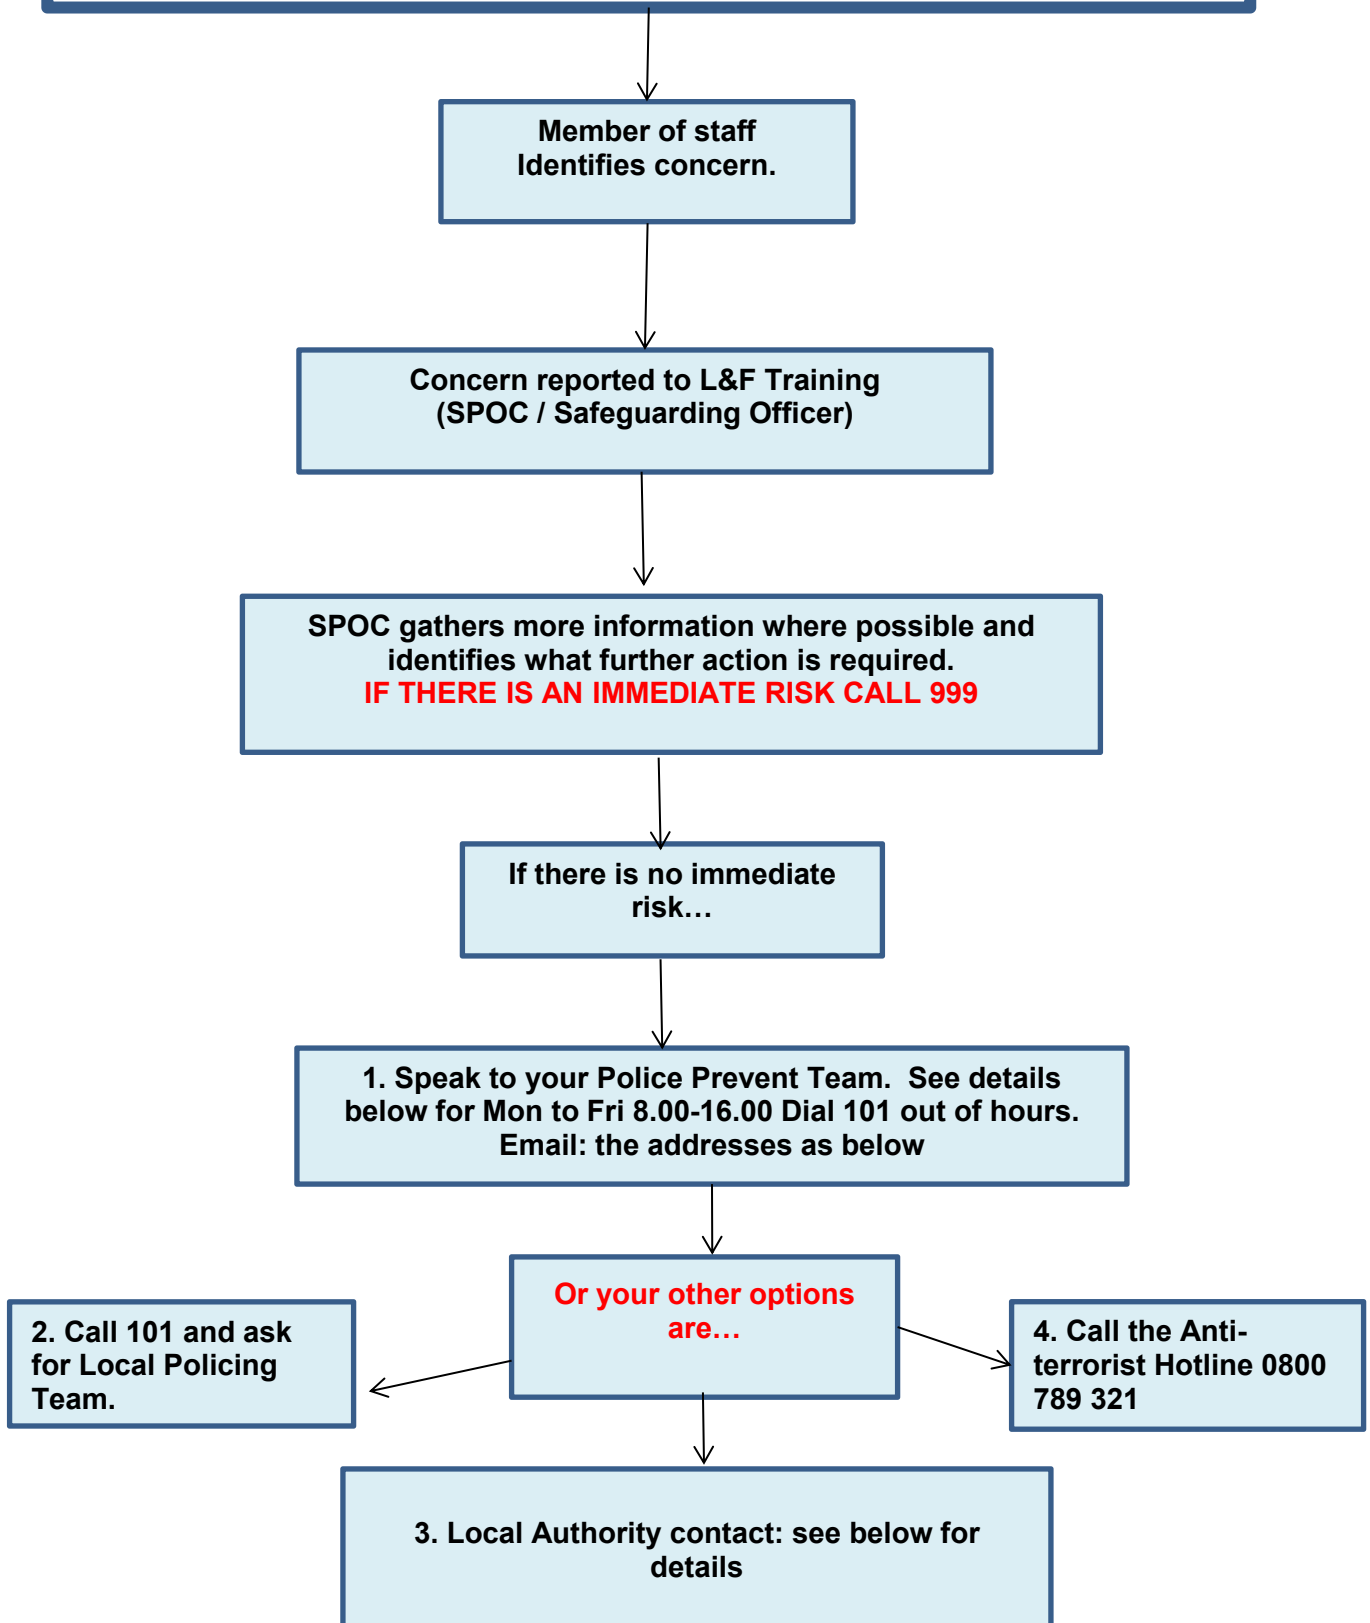 Member of staff
Identifies concern.
Concern reported to L&F Training
(SPOC / Safeguarding Officer)
SPOC gathers more information where possible and
identifies what further action is required.
IF THERE IS AN IMMEDIATE RISK CALL 999
If there is no immediate
risk…
1. Speak to your Police Prevent Team.  See details
below for Mon to Fri 8.00-16.00 Dial 101 out of hours.
Email: the addresses as below
Or your other options
are…
2. Call 101 and ask
for Local Policing
Team.
4. Call the Anti-
terrorist Hotline 0800
789 321
3. Local Authority contact: see below for
details